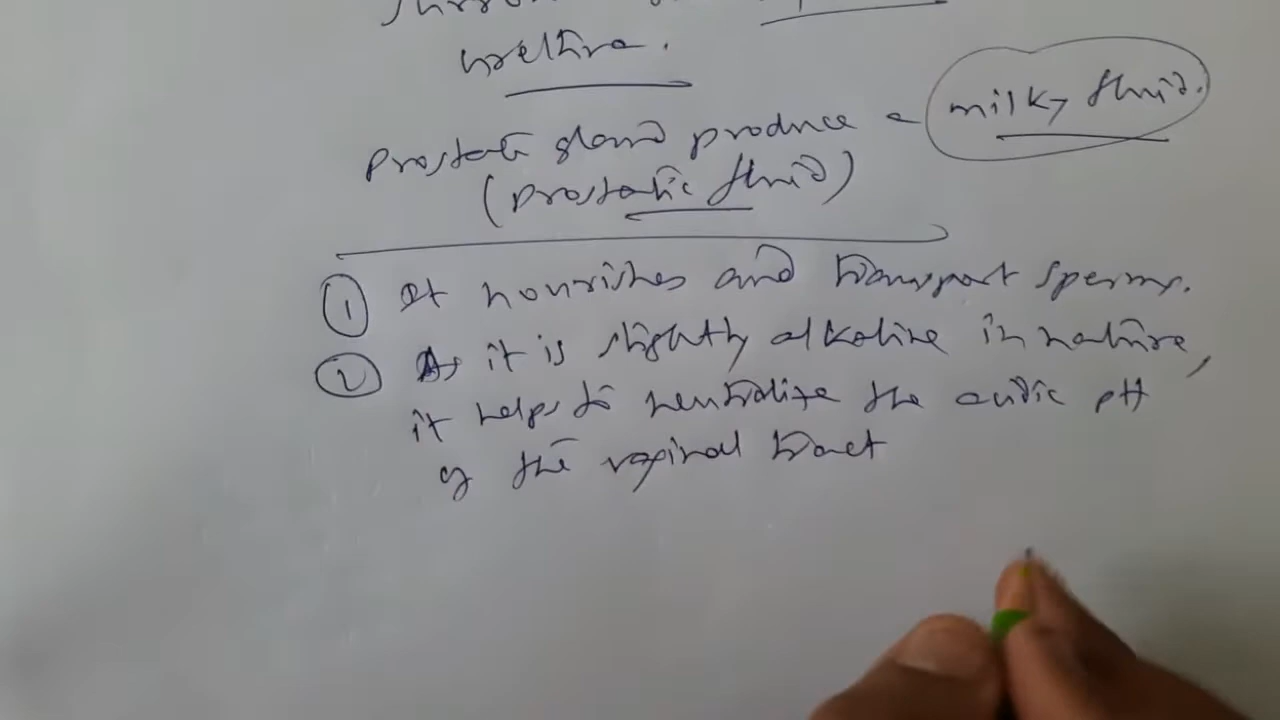 urethra.
Prostate gland produce a milky fluid.
(Prostatic fluid)
① It nourishes and transport sperms.
② As it is slightly alkaline in nature,
it helps to neutralize the acidic pH
of the vaginal tract